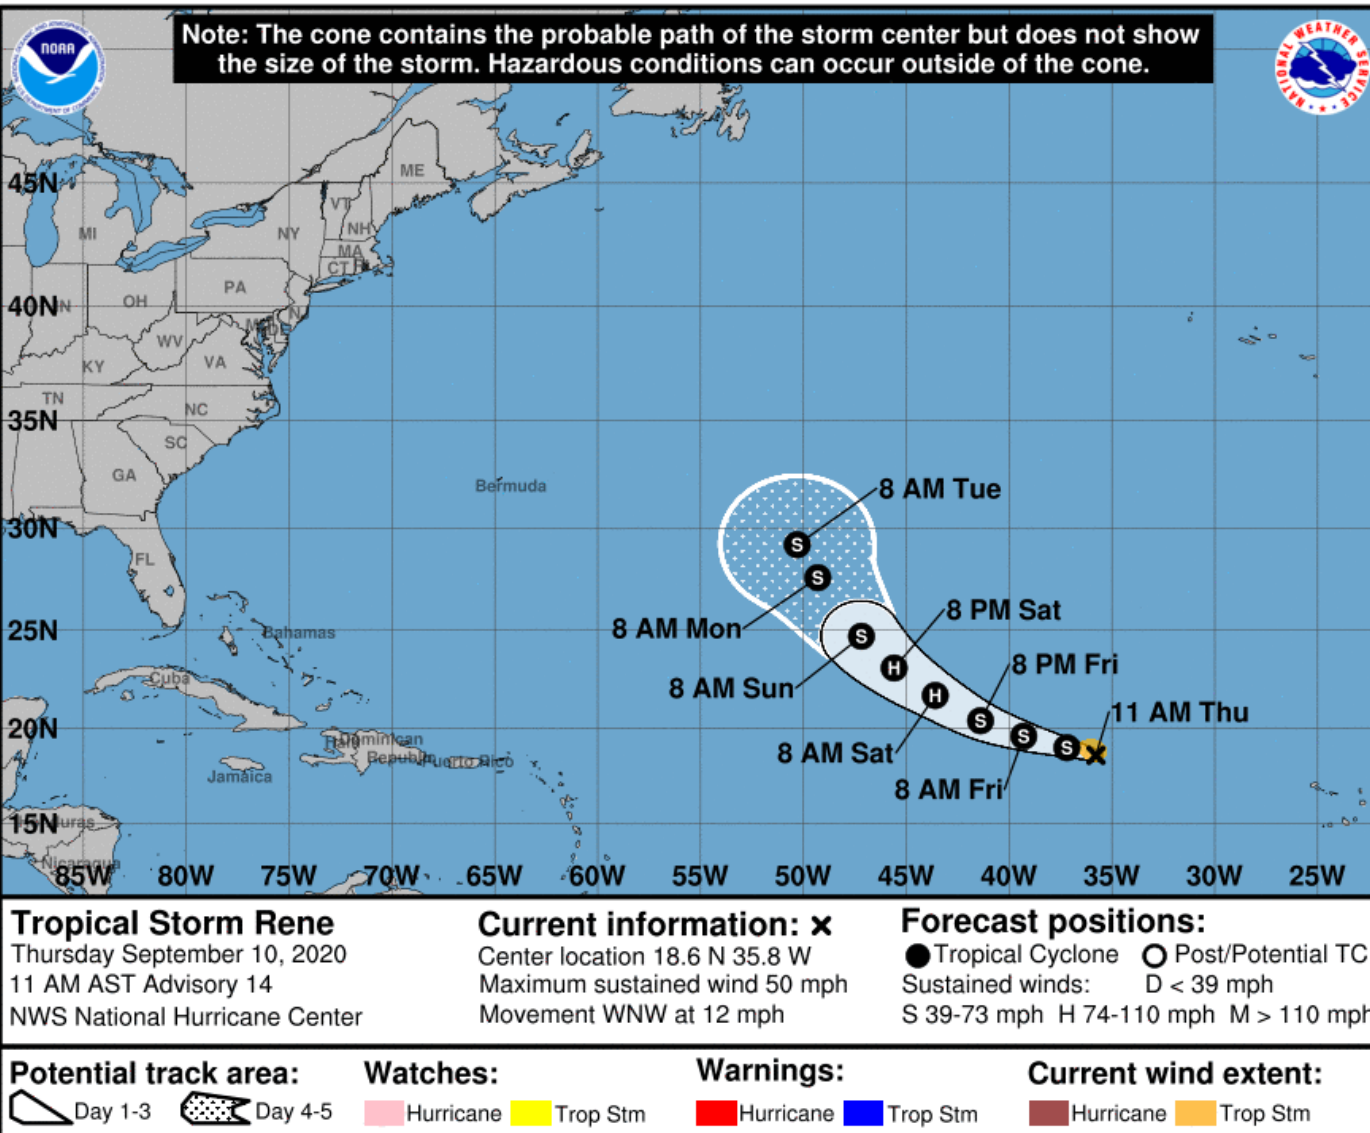 Note: The cone contains the probable path of the storm center but does not show
the size of the storm. Hazardous conditions can occur outside of the cone.
NOAA
NATIONAL WEATHER SERVICE
ME
45N
VT
MI
NY
NH
MA
CT
PA
40N
OH
WV
KY
VA
TN
NC
35N
SC
GA
Bermuda
8 AM Tue
30N
FL
S
S
8 PM Sat
25N
Bahamas
8 AM Mon
S
8 PM Fri
H
Cuba
8 AM Sun
H
11 AM Thu
20N
S
S
S
Dominican
Republic
Puerto Rico
8 AM Sat
Jamaica
8 AM Fri
15N
Nicaragua
85W 80W 75W 70W 65W 60W 55W 50W 45W 40W 35W 30W 25W
Tropical Storm Rene
Thursday September 10, 2020
11 AM AST Advisory 14
NWS National Hurricane Center
Current information: x
Center location 18.6 N 35.8 W
Maximum sustained wind 50 mph
Movement WNW at 12 mph
Forecast positions:
Tropical Cyclone Post/Potential TC
Sustained winds: D < 39 mph
S 39-73 mph H 74-110 mph M > 110 mph
Potential track area:
Day 1-3 Day 4-5
Watches:
Hurricane Trop Stm
Warnings:
Hurricane Trop Stm
Current wind extent:
Hurricane Trop Stm